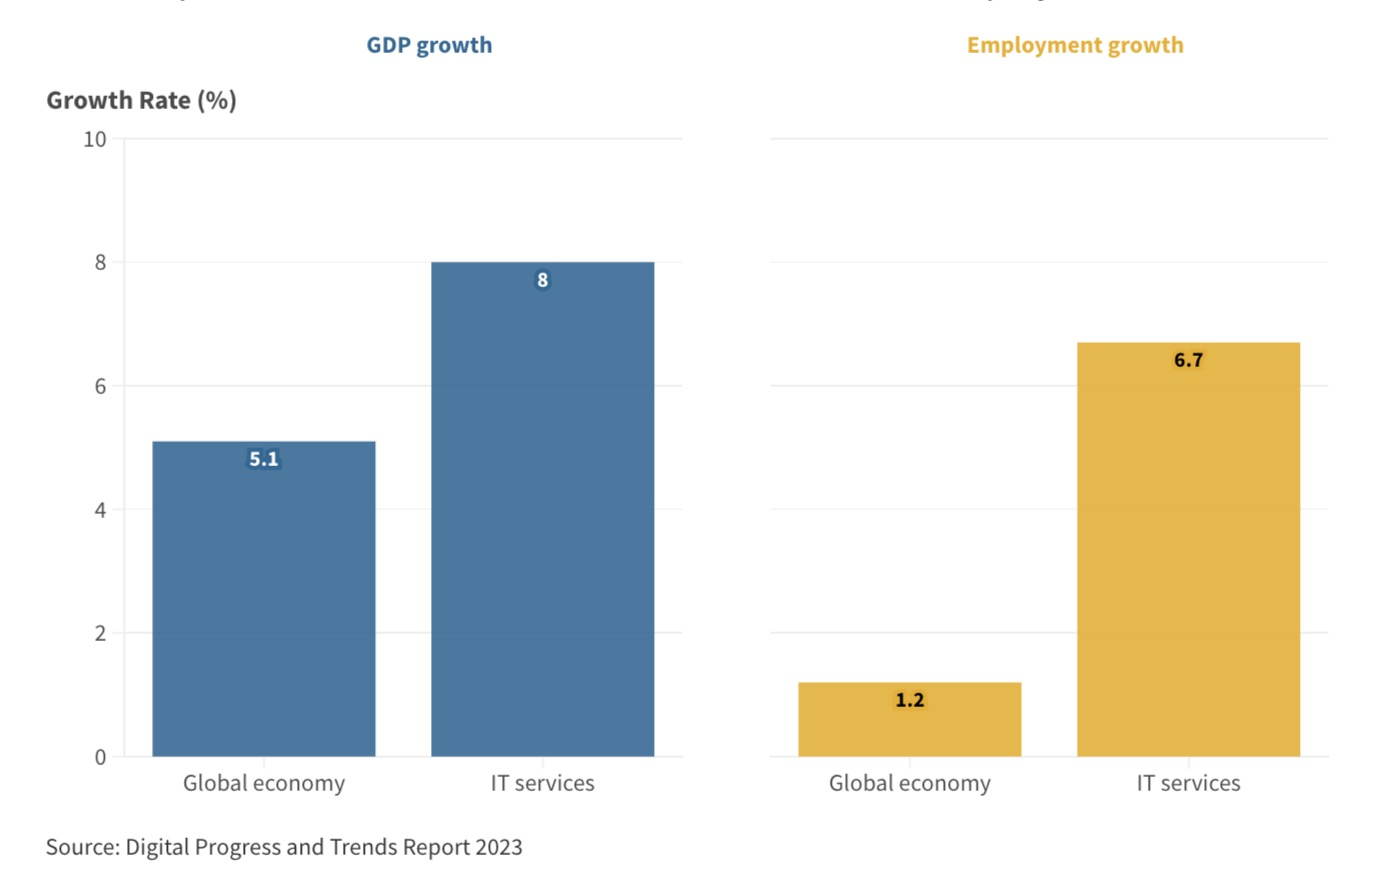 GDP growth
Employment growth
Growth Rate (%)
10
8
6
4
2
0
5.1
8
1.2
6.7
Global economy
IT services
Global economy
IT services
Source: Digital Progress and Trends Report 2023